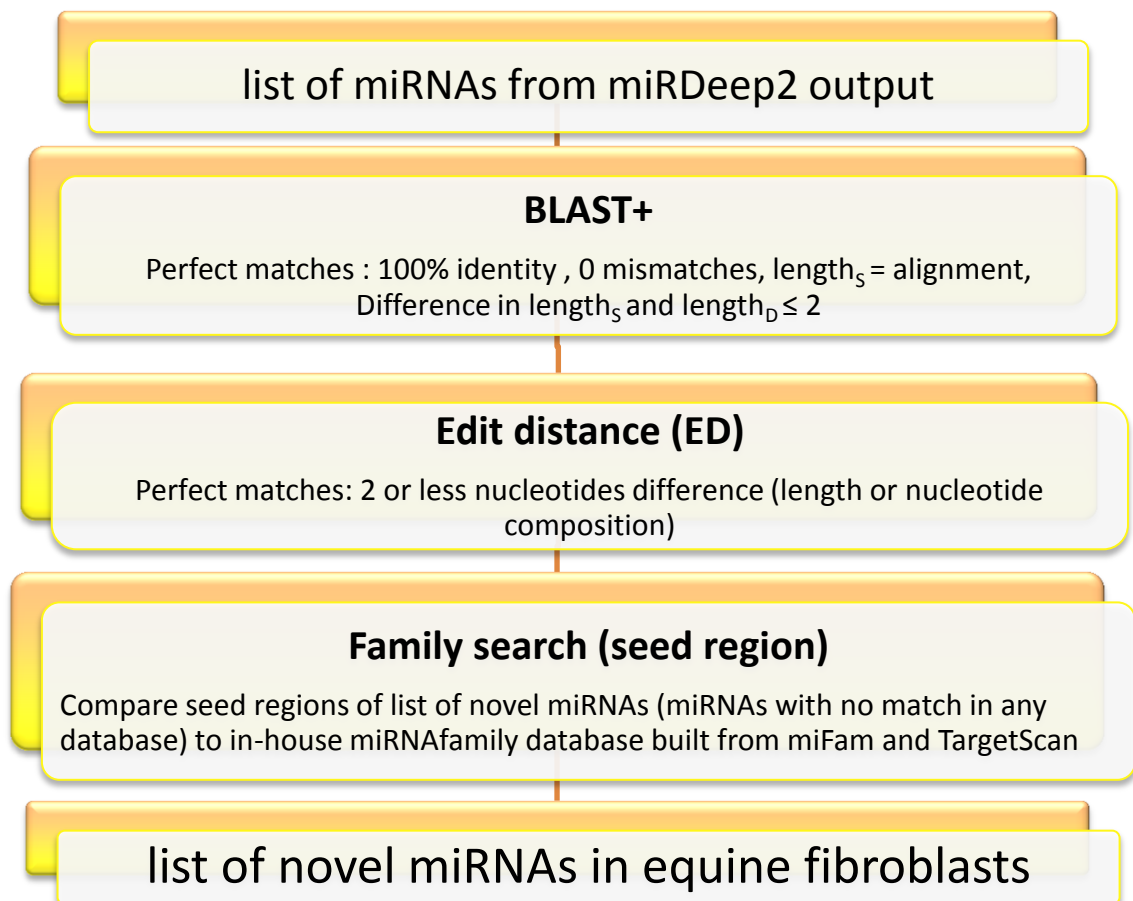 list of miRNAs from miRDeep2 output
BLAST+
Perfect matches : 100% identity , 0 mismatches, lengthS = alignment,
Difference in lengthS and lengthD ≤ 2
Edit distance (ED)
Perfect matches: 2 or less nucleotides difference (length or nucleotide
composition)
Family search (seed region)
Compare seed regions of list of novel miRNAs (miRNAs with no match in any
database) to in-house miRNAfamily database built from miFam and TargetScan
list of novel miRNAs in equine fibroblasts